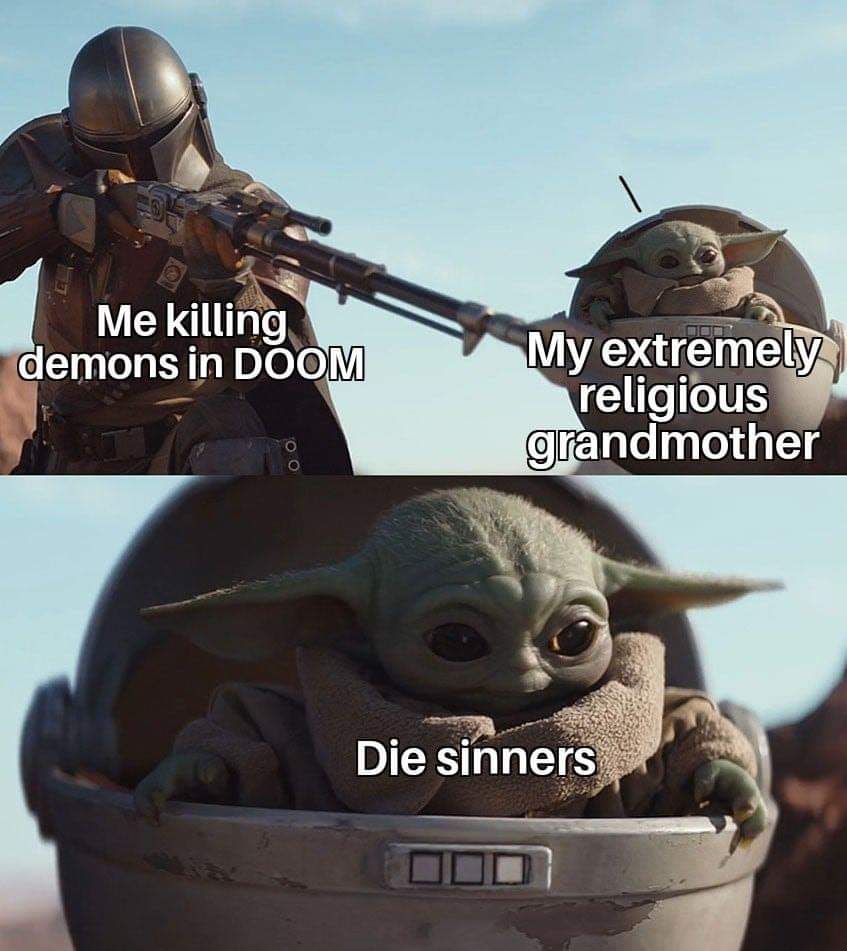 Me killing
demons in DOOM
My extremely
religious
grandmother
Die sinners